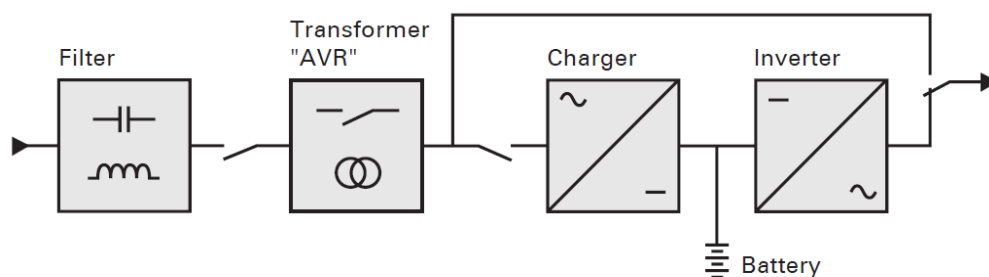 Filter
Transformer
"AVR"
Charger
Inverter
Battery